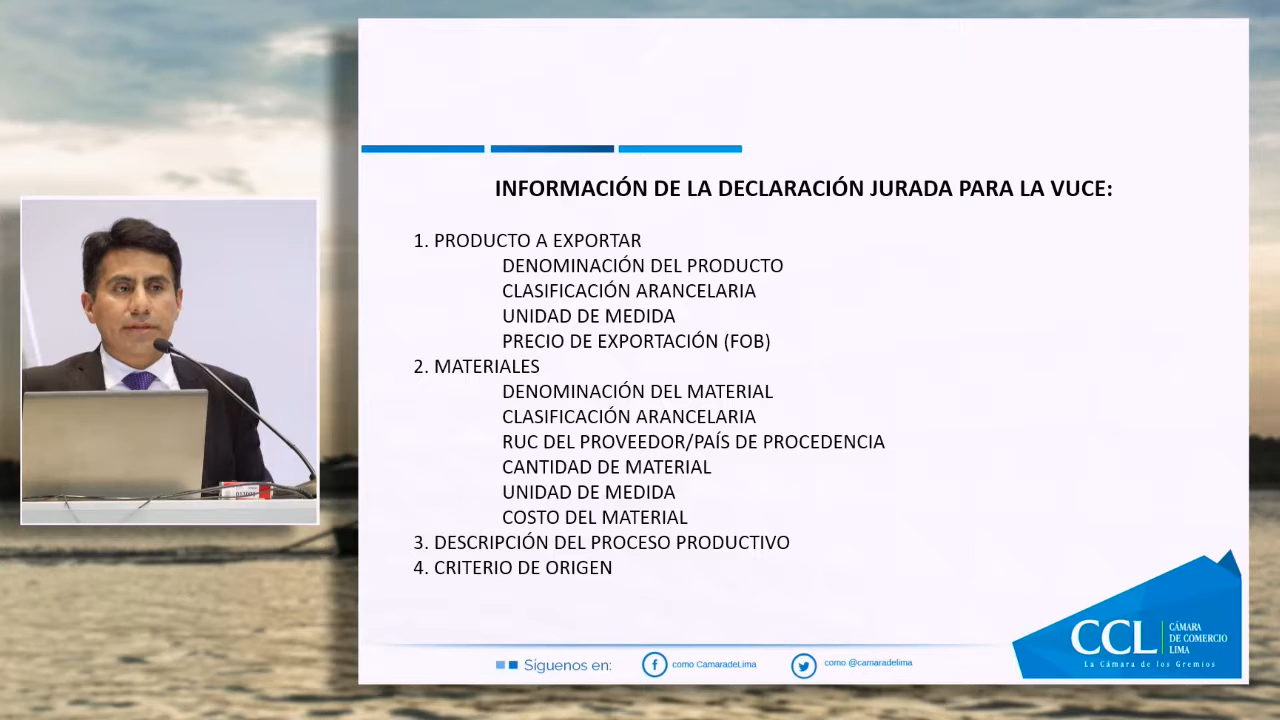 INFORMACIÓN DE LA DECLARACIÓN JURADA PARA LA VUCE:
1. PRODUCTO A EXPORTAR
DENOMINACIÓN DEL PRODUCTO
CLASIFICACIÓN ARANCELARIA
UNIDAD DE MEDIDA
PRECIO DE EXPORTACIÓN (FOB)
2. MATERIALES
DENOMINACIÓN DEL MATERIAL
CLASIFICACIÓN ARANCELARIA
RUC DEL PROVEEDOR/PAÍS DE PROCEDENCIA
CANTIDAD DE MATERIAL
UNIDAD DE MEDIDA
COSTO DEL MATERIAL
3. DESCRIPCIÓN DEL PROCESO PRODUCTIVO
4. CRITERIO DE ORIGEN
Síguenos en:
como CamaradeLima
como @camaradelima
CCL
CÁMARA
DE COMERCIO
LIMA
La Cámara de los Gremios